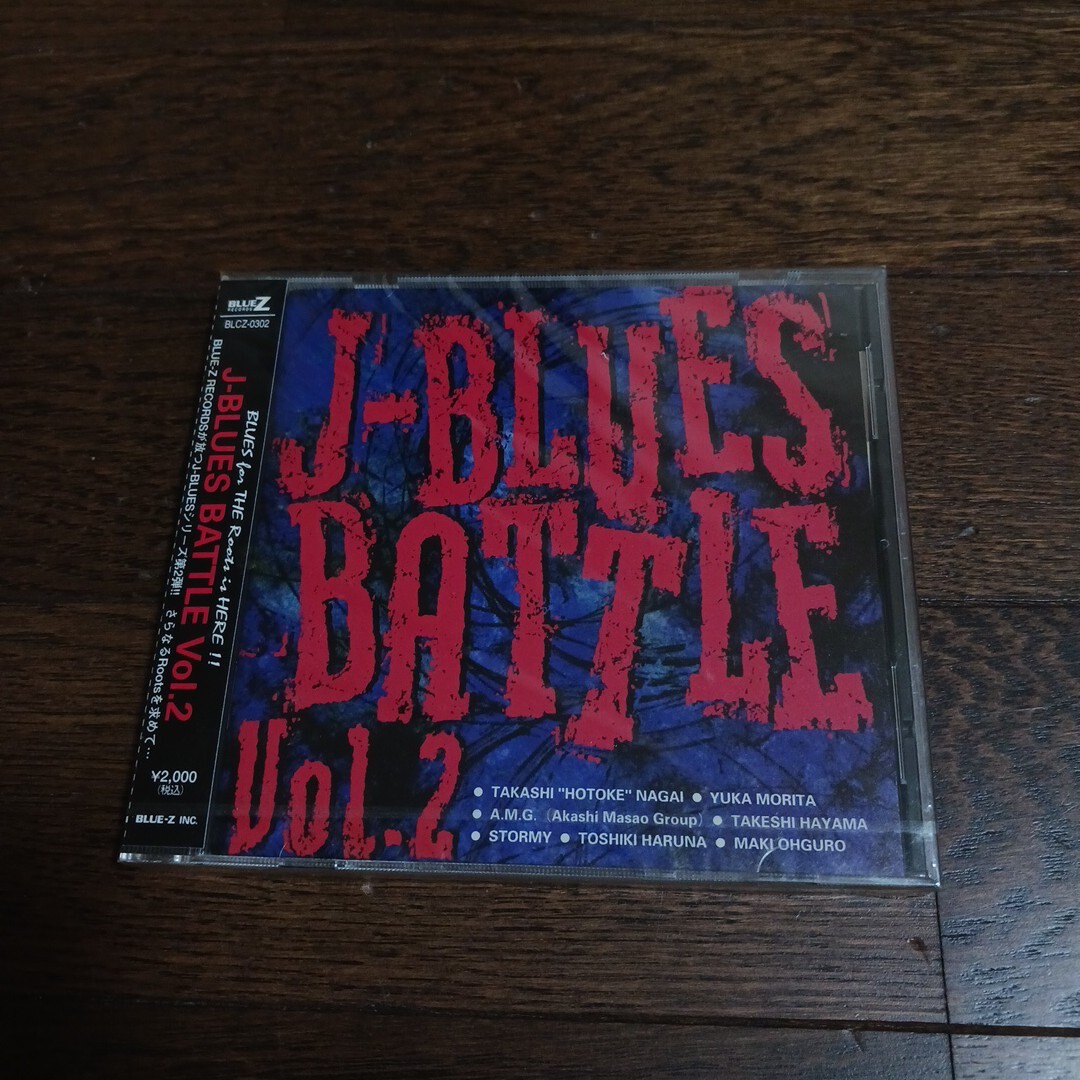 BLUEZ
RECORDS
BLCZ-0302
BLUES for THE Roots is HERE!!
J-BLUES BATTLE Vol.2
BLUE-Z RECORDSが放つJ-BLUESシリーズ第2弾!! さらなるRootsを求めて…
¥2,000
(税込)
BLUE-Z INC.
J-BLUES
BATTLE
Vol.2
● TAKASHI "HOTOKE" NAGAI ● YUKA MORITA
● A.M.G. (Akashi Masao Group) ● TAKESHI HAYAMA
● STORMY ● TOSHIKI HARUNA ● MAKI OHGURO